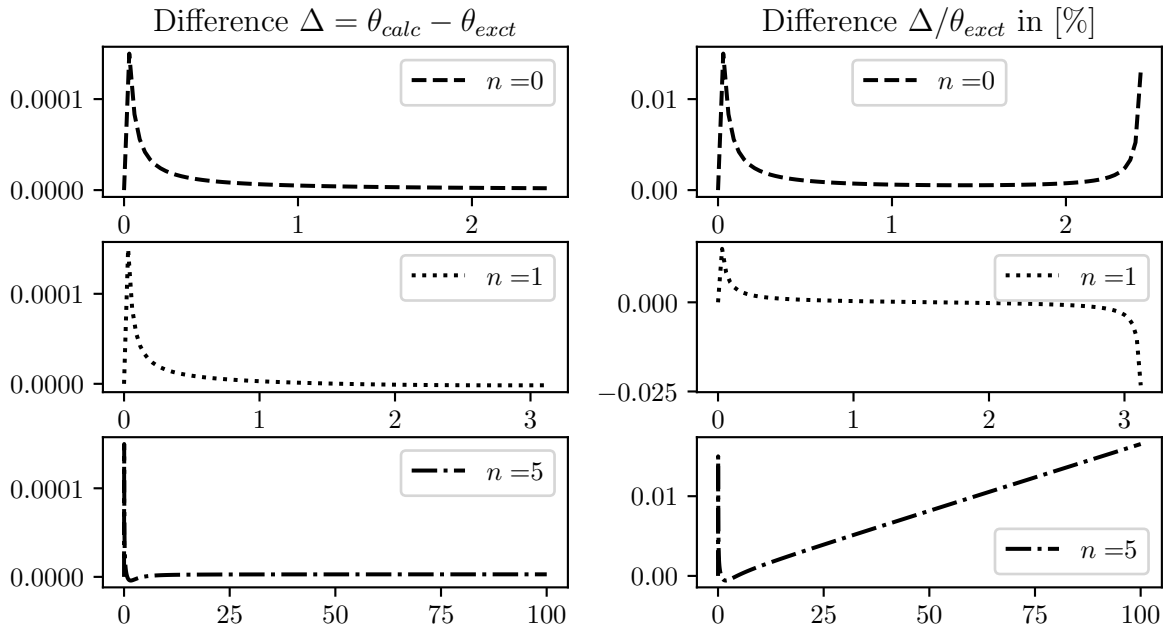 Difference Δ = θ_calc − θ_exct
0.0001
0.0000
n =0
0 1 2
Difference Δ/θ_exct in [%]
0.01
0.00
n =0
0 1 2
0.0001
0.0000
n =1
0 1 2 3
0.000
−0.025
n =1
0 1 2 3
0.0001
0.0000
n =5
0 25 50 75 100
0.01
0.00
n =5
0 25 50 75 100